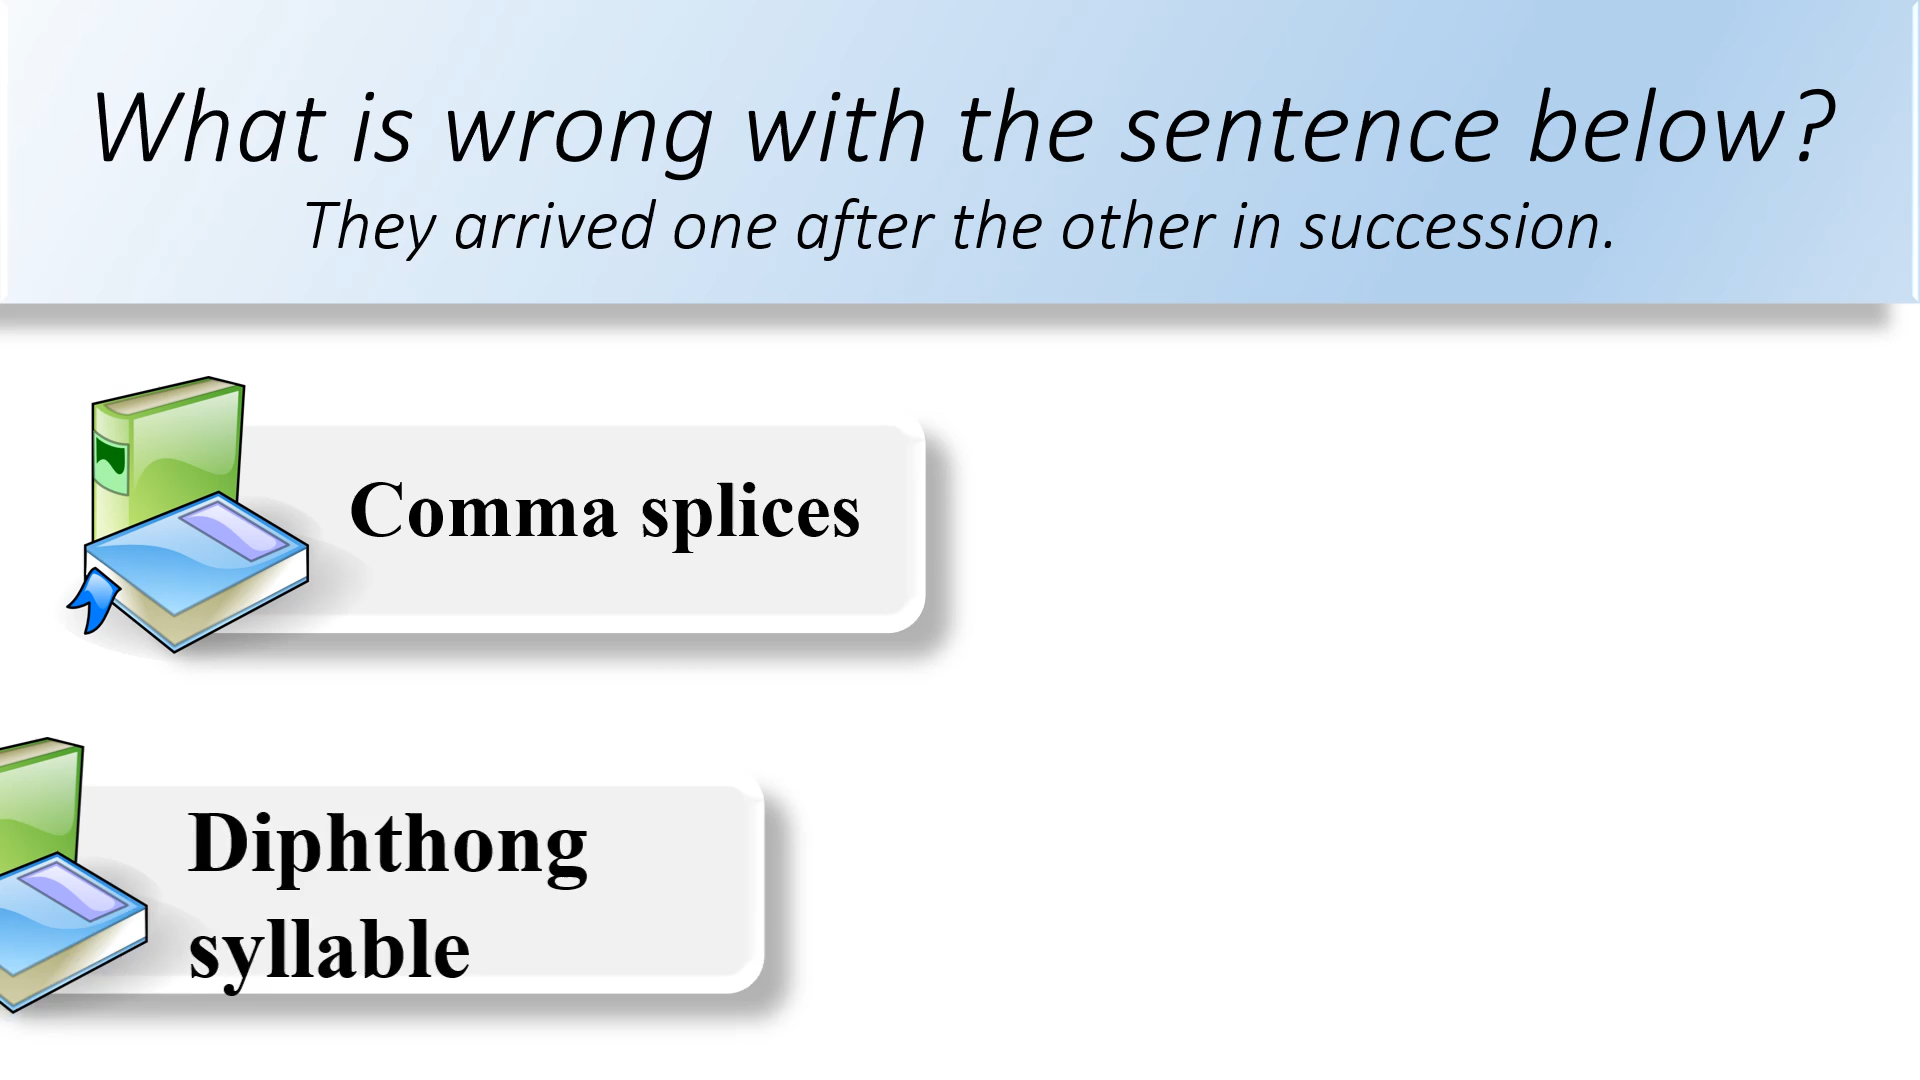 What is wrong with the sentence below?
They arrived one after the other in succession.
Comma splices
Diphthong
syllable